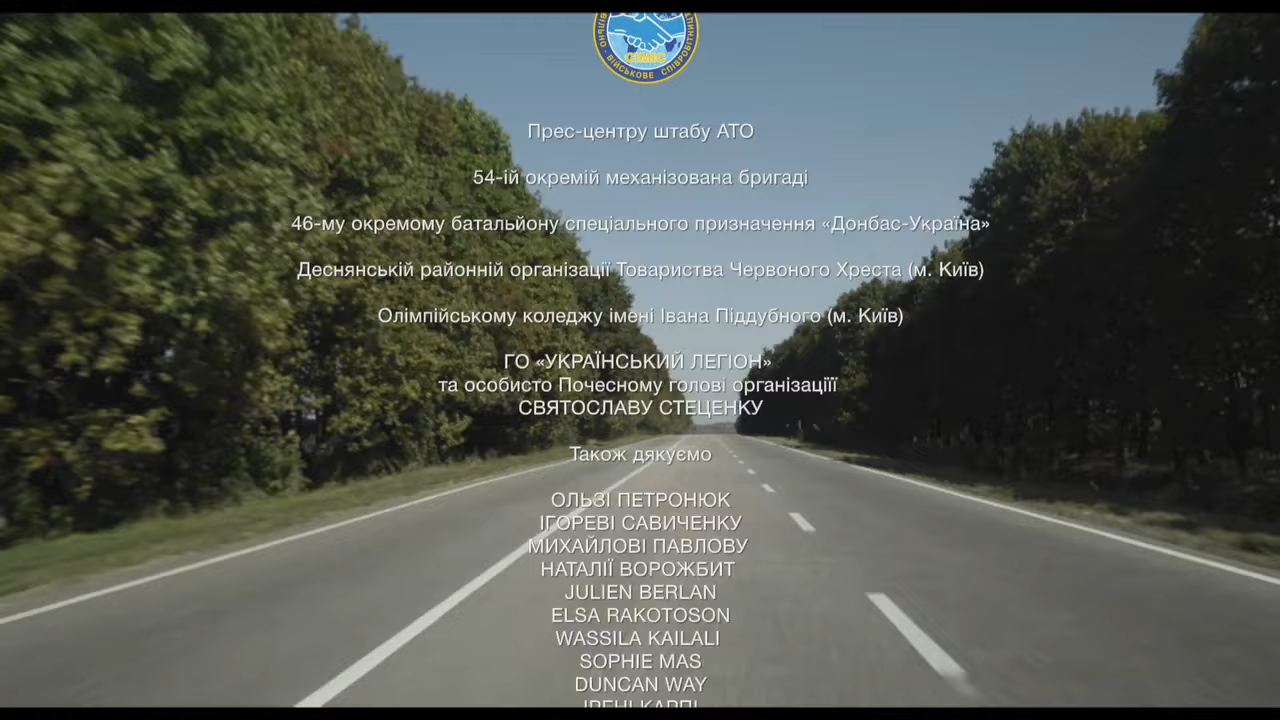 CIMIC
ВІЙСЬКОВЕ
Прес-центру штабу АТО
54-ій окремій механізована бригаді
46-му окремому батальйону спеціального призначення «Донбас-Україна»
Деснянській районній організації Товариства Червоного Хреста (м. Київ)
Олімпійському коледжу імені Івана Піддубного (м. Київ)
ГО «УКРАЇНСЬКИЙ ЛЕГІОН»
та особисто Почесному голові організаціїї
СВЯТОСЛАВУ СТЕЦЕНКУ
Також дякуємо
ОЛЬЗІ ПЕТРОНЮК
ІГОРЕВІ САВИЧЕНКУ
МИХАЙЛОВІ ПАВЛОВУ
НАТАЛІЇ ВОРОЖБИТ
JULIEN BERLAN
ELSA RAKOTOSON
WASSILA KAILALI
SOPHIE MAS
DUNCAN WAY